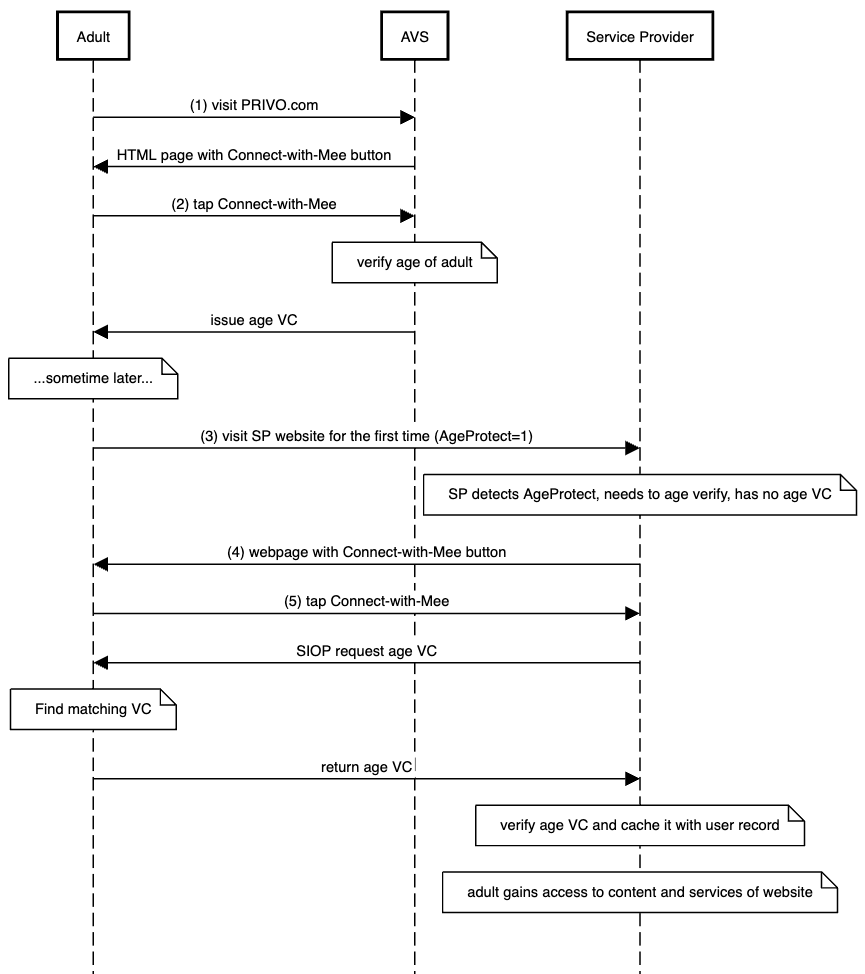 Adult
AVS
Service Provider
(1) visit PRIVO.com
HTML page with Connect-with-Mee button
(2) tap Connect-with-Mee
verify age of adult
issue age VC
...sometime later...
(3) visit SP website for the first time (AgeProtect=1)
SP detects AgeProtect, needs to age verify, has no age VC
(4) webpage with Connect-with-Mee button
(5) tap Connect-with-Mee
SIOP request age VC
Find matching VC
return age VC
verify age VC and cache it with user record
adult gains access to content and services of website